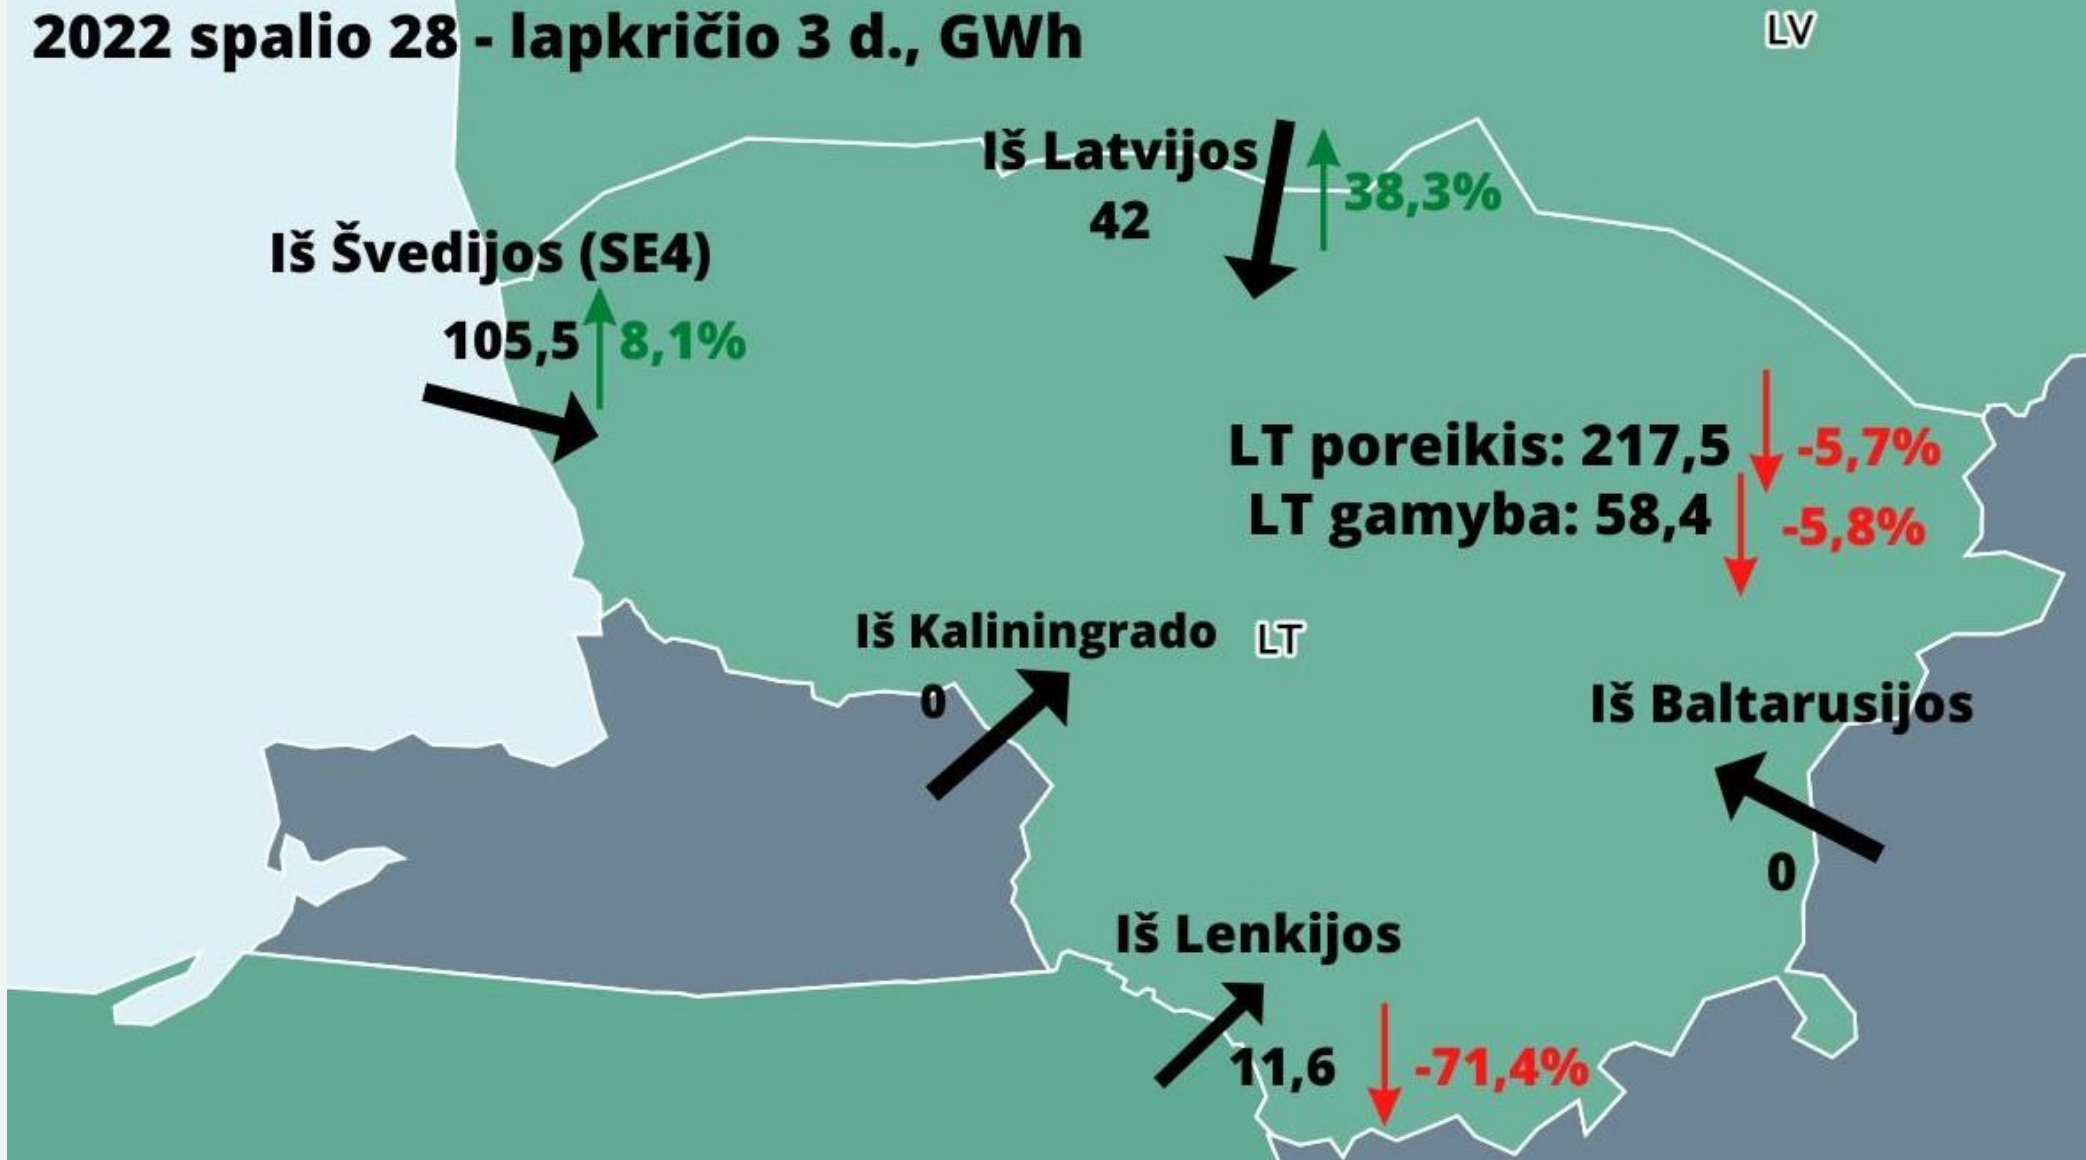 2022 spalio 28 - lapkričio 3 d., GWh
LV
Iš Latvijos
42
38,3%
Iš Švedijos (SE4)
105,5
8,1%
LT poreikis: 217,5
-5,7%
LT gamyba: 58,4
-5,8%
Iš Kaliningrado
LT
0
Iš Baltarusijos
0
Iš Lenkijos
11,6
-71,4%